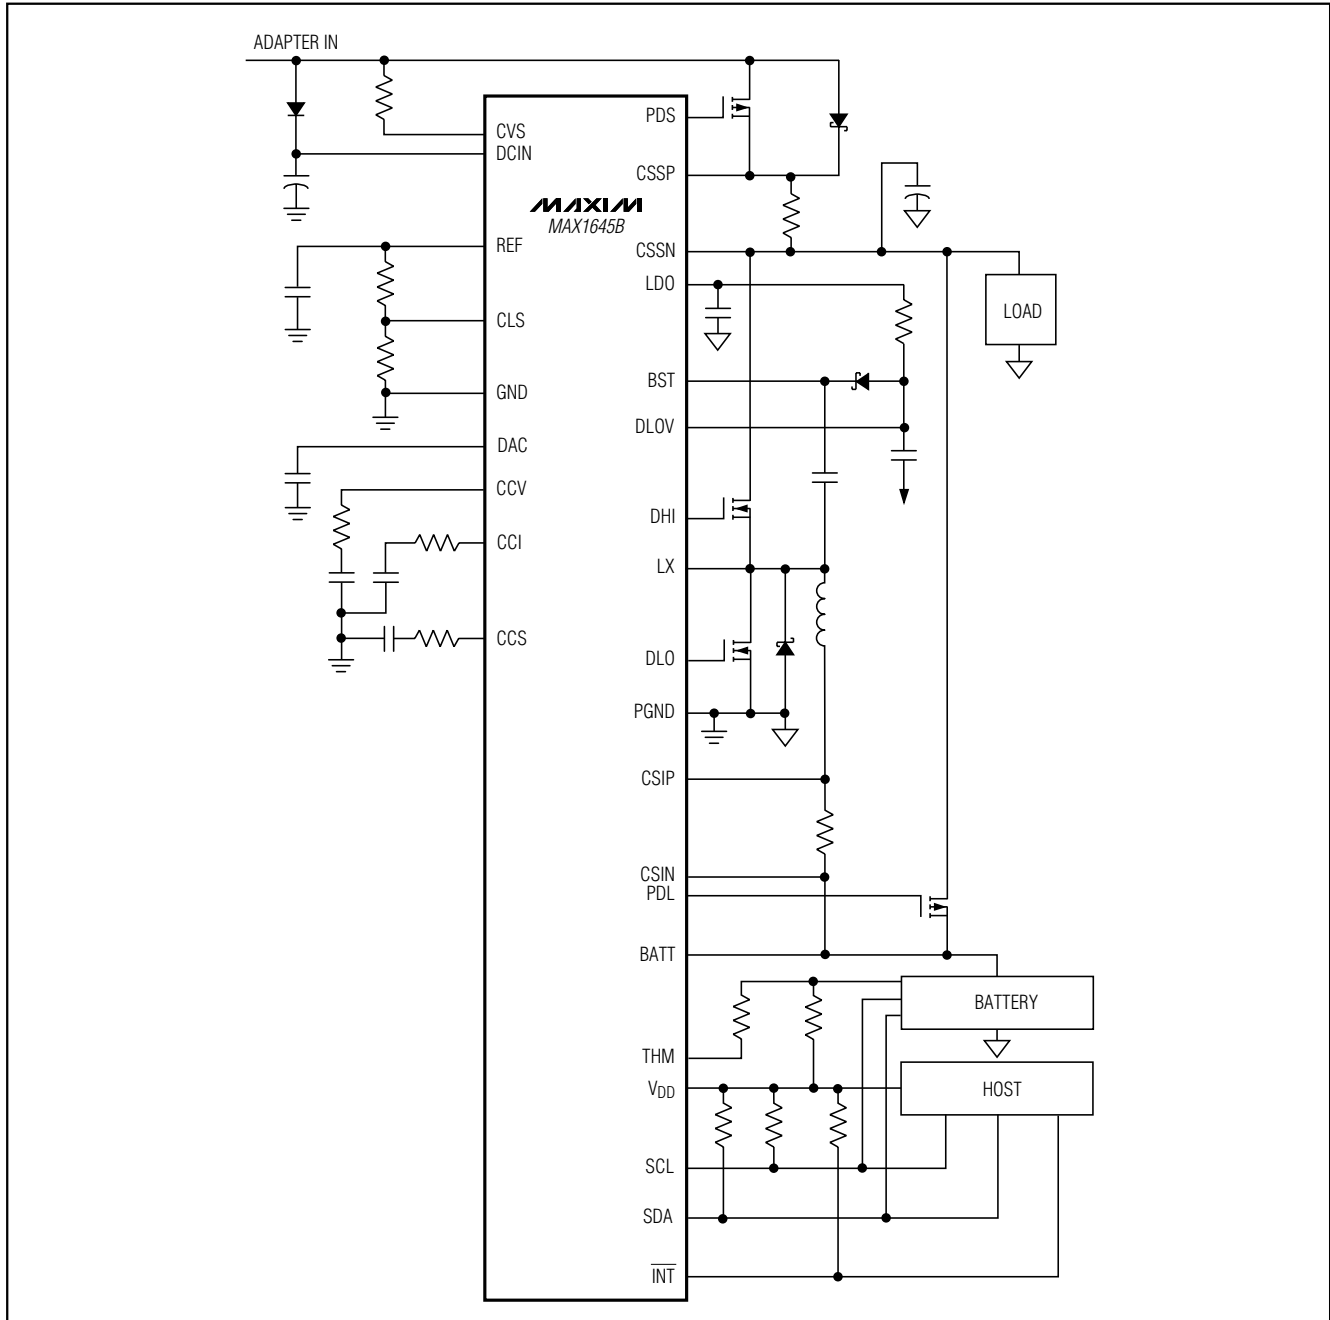 ADAPTER IN
CVS
DCIN
REF
CLS
GND
DAC
CCV
CCI
CCS
MAXIM
MAX1645B
PDS
CSSP
CSSN
LDO
BST
DLOV
DHI
LX
DLO
PGND
CSIP
CSIN
PDL
BATT
THM
VDD
SCL
SDA
INT
LOAD
BATTERY
HOST